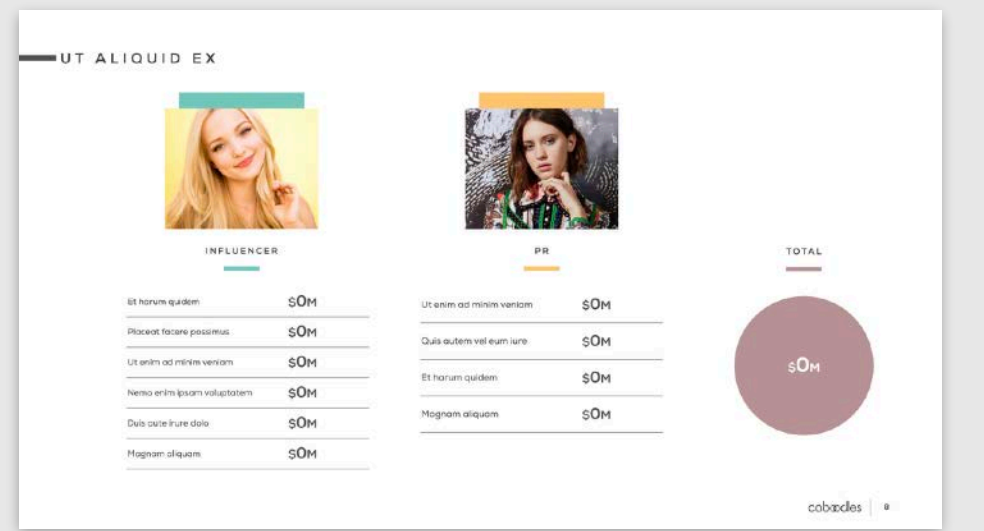 UT ALIQUID EX
INFLUENCER
Et harum quidem $0M
Placeat facere possimus $0M
Ut enim ad minim veniam $0M
Nemo enim ipsam voluptatem $0M
Duis aute irure dolo $0M
Magnam aliquam $0M
PR
Ut enim ad minim veniam $0M
Quis autem vel eum iure $0M
Et harum quidem $0M
Magnam aliquam $0M
TOTAL
$0M
caboodles